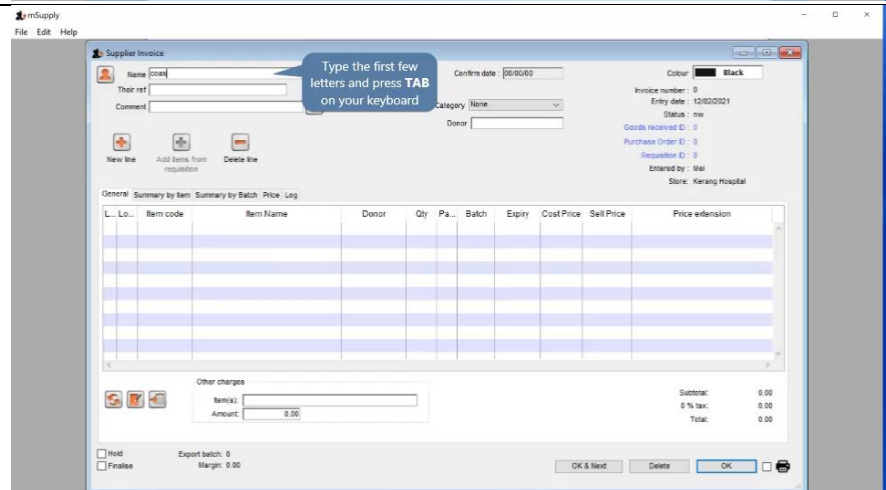 mSupply
File Edit Help
Supplier Invoice
Name coas
Type the first few
letters and press TAB
on your keyboard
Confirm date : 00/00/00
Colour Black
Their ref
Invoice number : 0
Comment
Category None
Entry date : 12/02/2021
Donor
Status : nw
Goods received ID : 0
Purchase Order ID : 0
Requisition ID : 0
Entered by : Mel
Store: Kerang Hospital
New line
Add items from
requisition
Delete line
General Summary by Item Summary by Batch Price Log
L... Lo... Item code Item Name Donor Qty Pa... Batch Expiry Cost Price Sell Price Price extension
Other charges
Item(s):
Amount: 0.00
Subtotal: 0.00
0 % tax: 0.00
Total: 0.00
Hold
Export batch: 0
Finalise
Margin: 0.00
OK & Next Delete OK